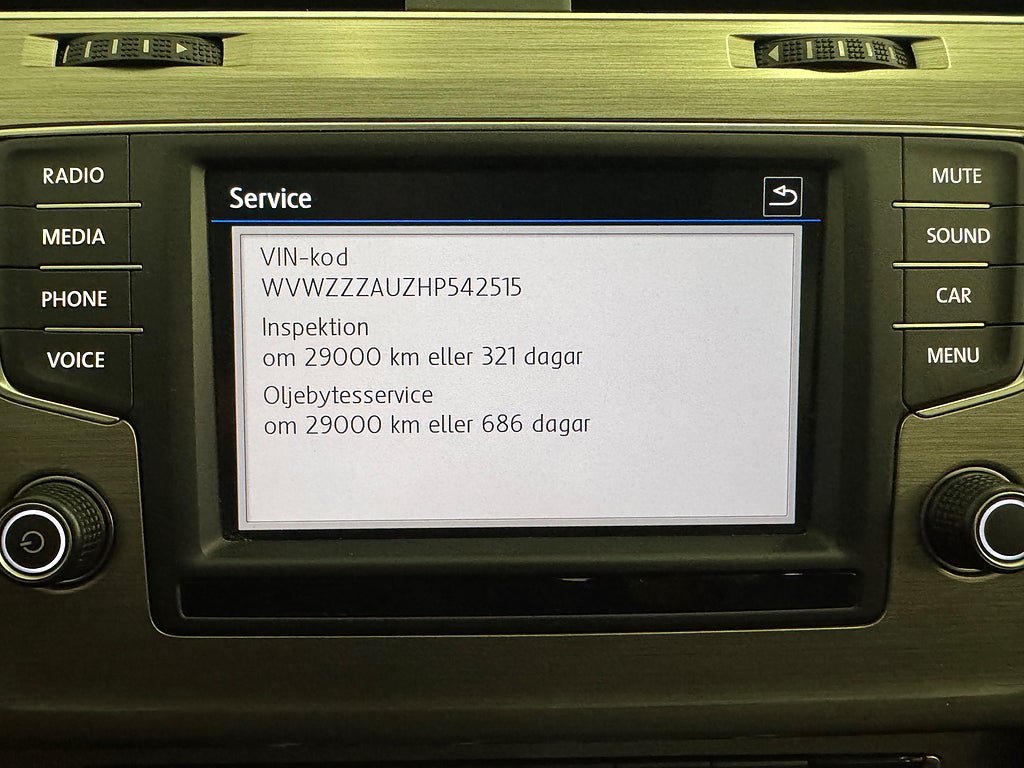 RADIO
MEDIA
PHONE
VOICE
Service
VIN-kod
WVWZZZAUZHP542515
Inspektion
om 29000 km eller 321 dagar
Oljebytesservice
om 29000 km eller 686 dagar
MUTE
SOUND
CAR
MENU